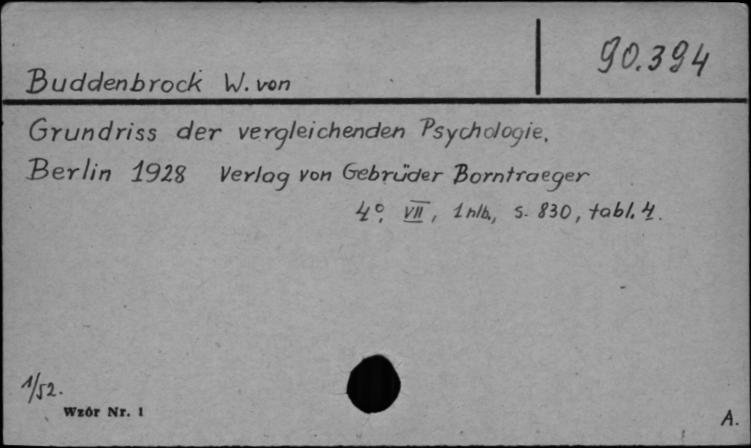 90.394
Buddenbrock W. von
Grundriss der vergleichenden Psychologie.
Berlin 1928 Verlag von Gebrüder Borntraeger
4°, VII, 1 nlb., s. 830, tabl. 4.
1/52.
Wzór Nr. 1
A.